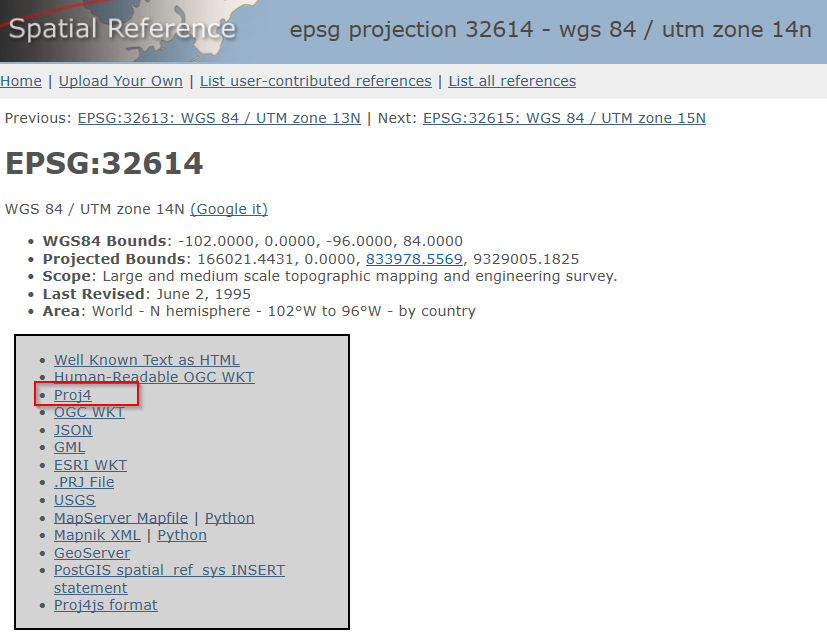 Spatial Reference
epsg projection 32614 - wgs 84 / utm zone 14n
Home | Upload Your Own | List user-contributed references | List all references
Previous: EPSG:32613: WGS 84 / UTM zone 13N | Next: EPSG:32615: WGS 84 / UTM zone 15N
EPSG:32614
WGS 84 / UTM zone 14N (Google it)
• WGS84 Bounds: -102.0000, 0.0000, -96.0000, 84.0000
• Projected Bounds: 166021.4431, 0.0000, 833978.5569, 9329005.1825
• Scope: Large and medium scale topographic mapping and engineering survey.
• Last Revised: June 2, 1995
• Area: World - N hemisphere - 102°W to 96°W - by country
• Well Known Text as HTML
• Human-Readable OGC WKT
• Proj4
• OGC WKT
• JSON
• GML
• ESRI WKT
• .PRJ File
• USGS
• MapServer Mapfile | Python
• Mapnik XML | Python
• GeoServer
• PostGIS spatial_ref_sys INSERT
statement
• Proj4js format